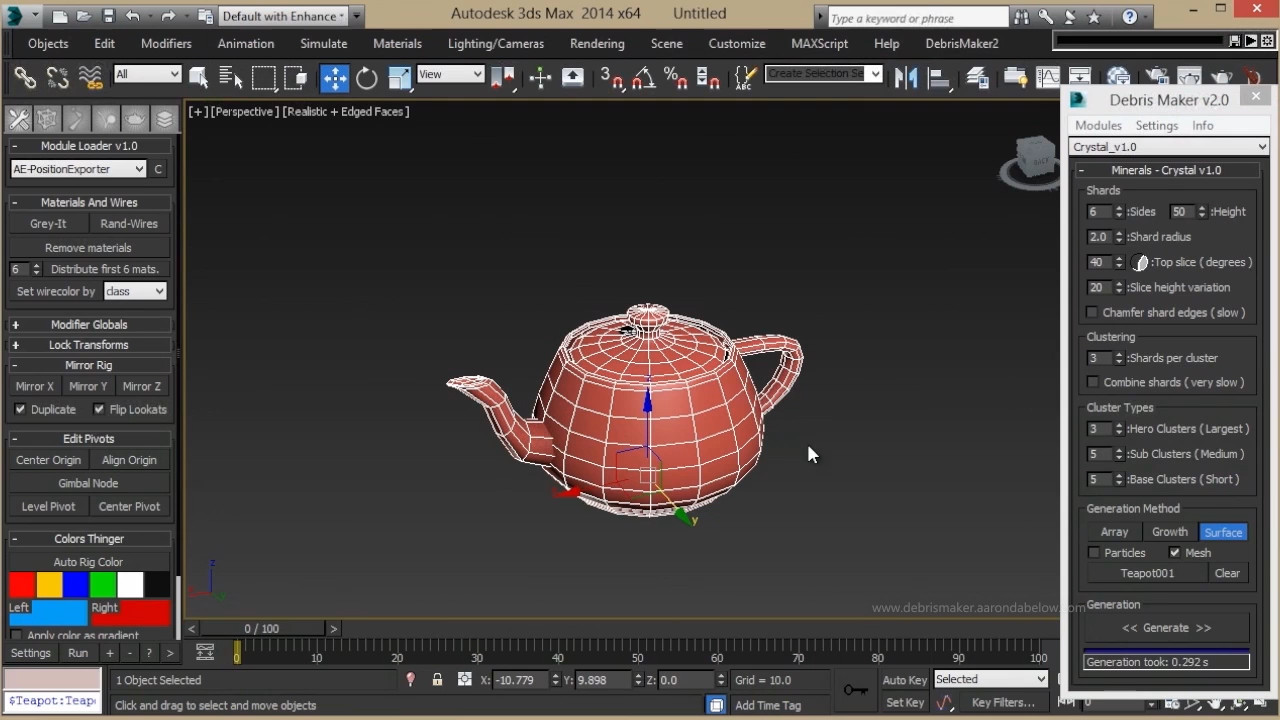 Default with Enhance
Autodesk 3ds Max 2014 x64 Untitled
Type a keyword or phrase
Objects Edit Modifiers Animation Simulate Materials Lighting/Cameras Rendering Scene Customize MAXScript Help DebrisMaker2
All
View
3
ABC
Create Selection Se
[+] [Perspective] [Realistic + Edged Faces]
BACK
Module Loader v1.0
AE-PositionExporter C
Materials And Wires
Grey-It Rand-Wires
Remove materials
6 Distribute first 6 mats.
Set wirecolor by class
Modifier Globals
Lock Transforms
Mirror Rig
Mirror X Mirror Y Mirror Z
Duplicate Flip Lookats
Edit Pivots
Center Origin Align Origin
Gimbal Node
Level Pivot Center Pivot
Colors Thinger
Auto Rig Color
Left Right
Apply color as gradient
Settings Run + - ? >
z
y
z
www.debrismaker.aarondabelow.com
Debris Maker v2.0
Modules Settings Info
Crystal_v1.0
Minerals - Crystal v1.0
Shards
6 :Sides 50 :Height
2.0 :Shard radius
40 :Top slice ( degrees )
20 :Slice height variation
Chamfer shard edges ( slow )
Clustering
3 :Shards per cluster
Combine shards ( very slow )
Cluster Types
3 :Hero Clusters ( Largest )
5 :Sub Clusters ( Medium )
5 :Base Clusters ( Short )
Generation Method
Array Growth Surface
Particles Mesh
Teapot001 Clear
Generation
<< Generate >>
Generation took: 0.292 s
< 0 / 100 >
0 10 20 30 40 50 60 70 80 90 100
1 Object Selected X: -10.779 Y: 9.898 Z: 0.0 Grid = 10.0 Auto Key Selected
$Teapot:Teapo Click and drag to select and move objects Add Time Tag Set Key Key Filters... 0